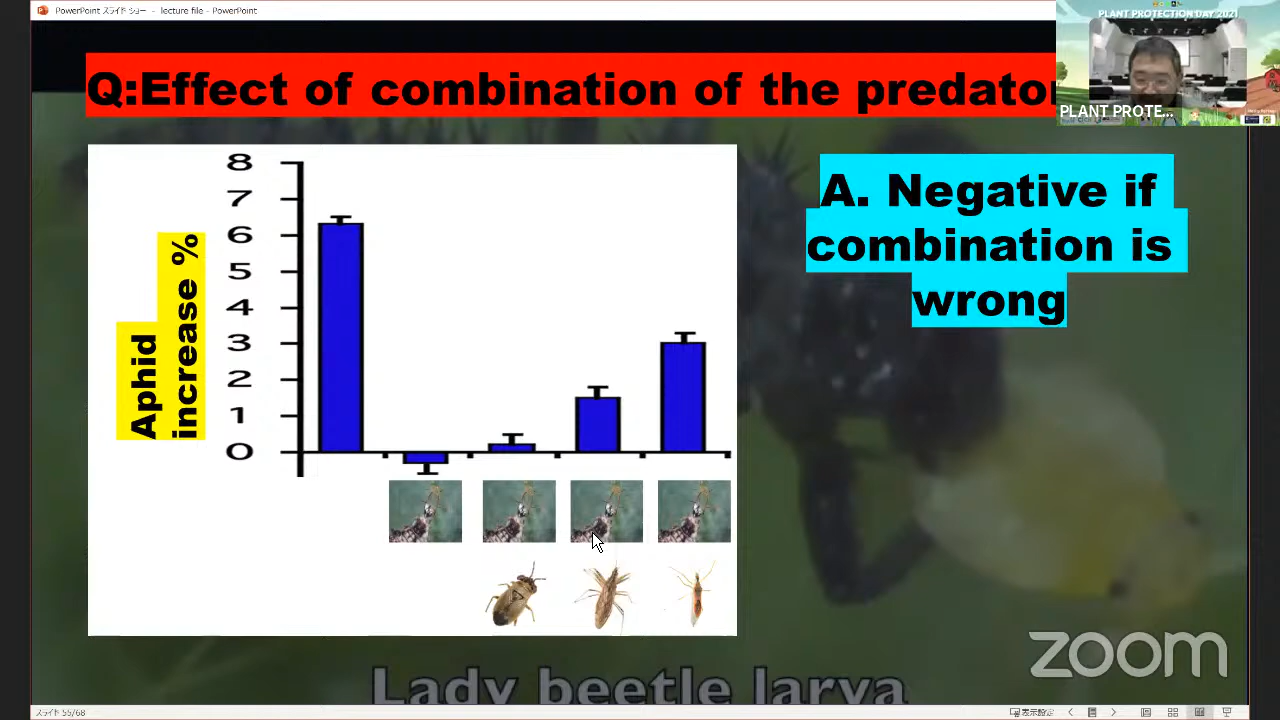 PowerPoint スライド ショー - lecture file - PowerPoint
PLANT PROTECTION DAY 2021
Q:Effect of combination of the predator
PLANT PROTE...
8
7
6
5
4
3
2
1
0
Aphid
increase %
A. Negative if
combination is
wrong
Lady beetle larva
zoom
スライド 55/68
表示設定